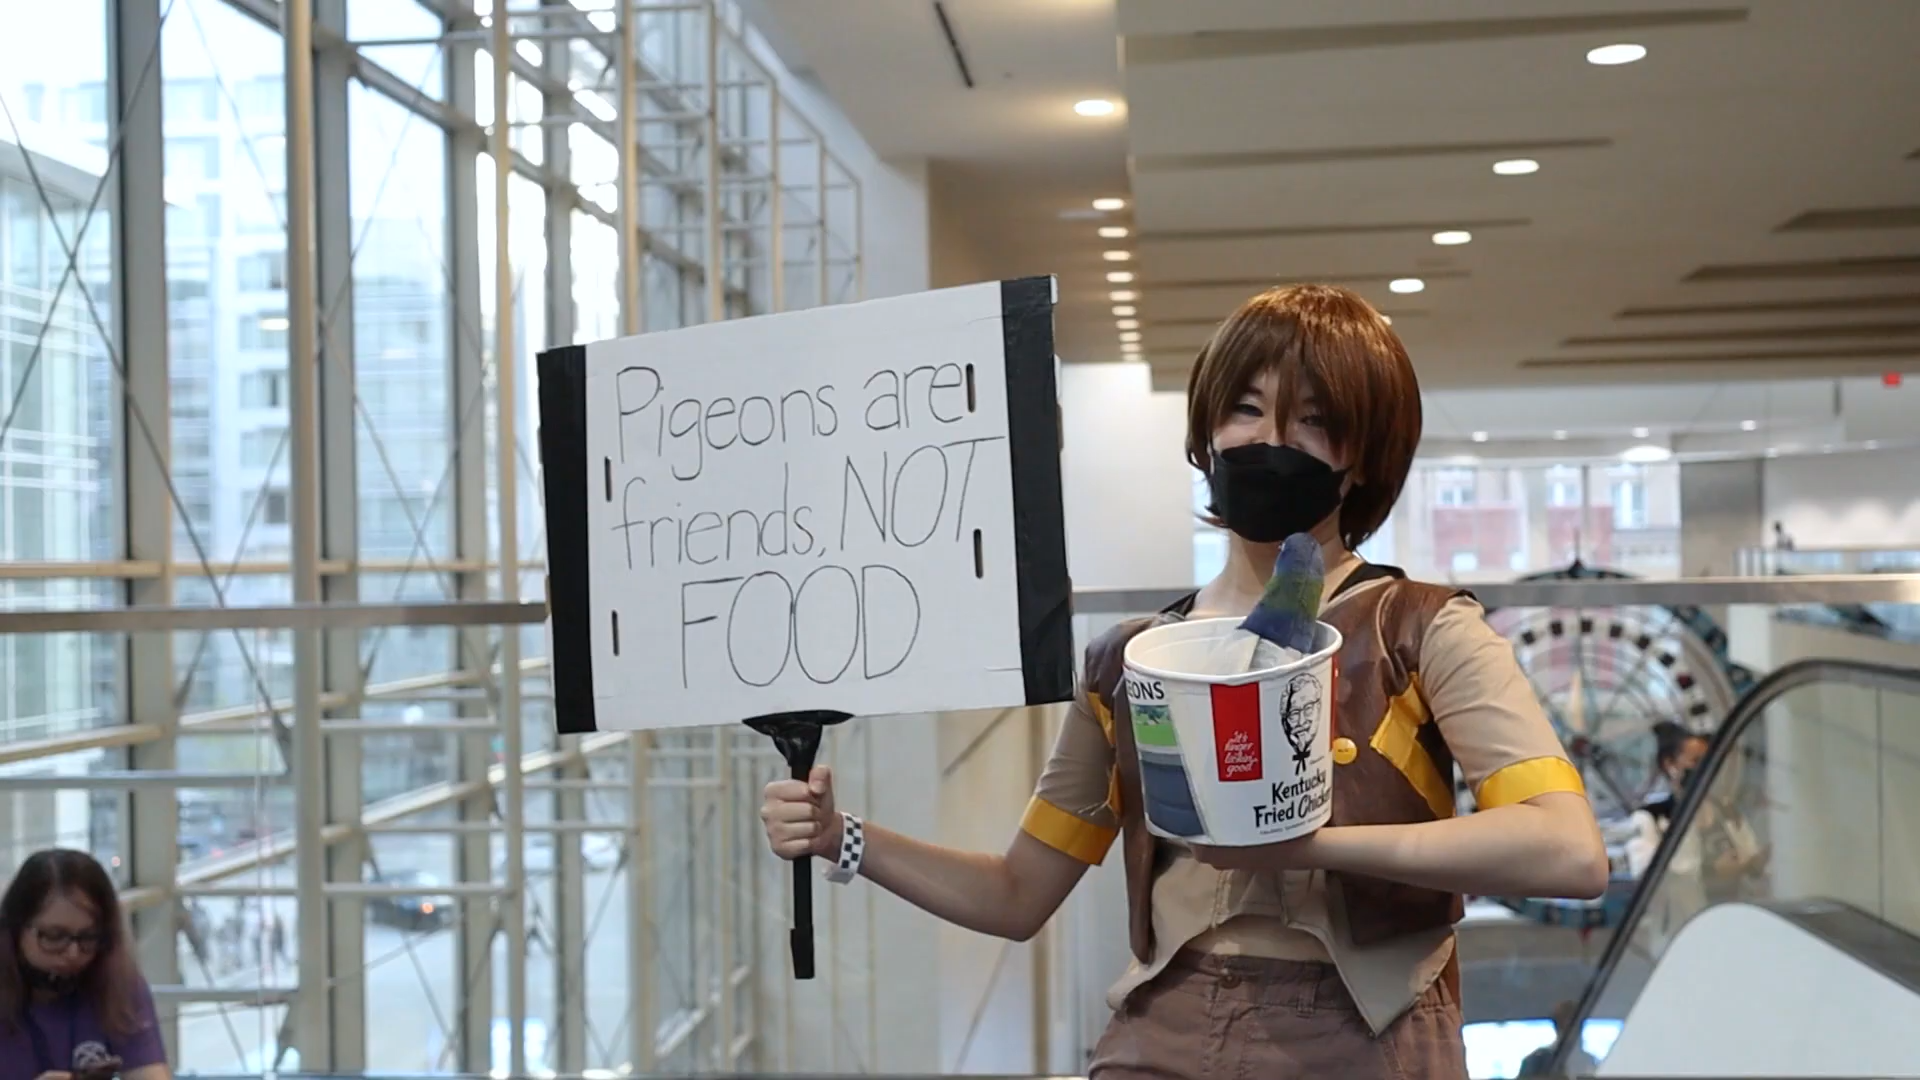 Pigeons are
friends, NOT
FOOD
EONS
it's
finger
lickin'
good
Kentucky
Fried Chicken